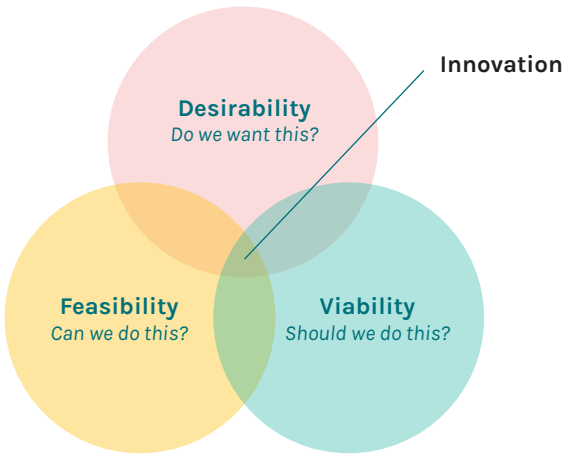 Innovation
Desirability
Do we want this?
Feasibility
Can we do this?
Viability
Should we do this?